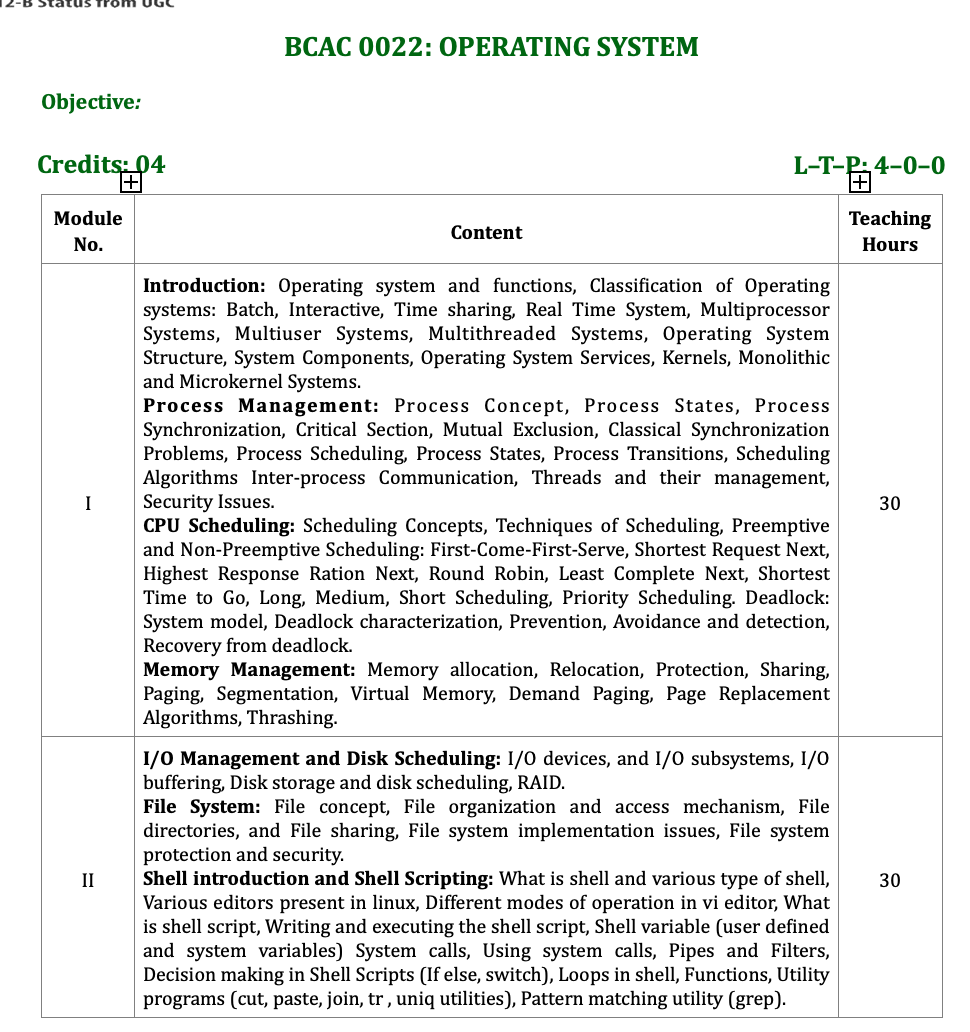 12-B Status from UGC
BCAC 0022: OPERATING SYSTEM
Objective:
Credits: 04
L–T–P: 4–0–0
Module
No.
Content
Teaching
Hours
I
Introduction: Operating system and functions, Classification of Operating
systems: Batch, Interactive, Time sharing, Real Time System, Multiprocessor
Systems, Multiuser Systems, Multithreaded Systems, Operating System
Structure, System Components, Operating System Services, Kernels, Monolithic
and Microkernel Systems.
Process Management: Process Concept, Process States, Process
Synchronization, Critical Section, Mutual Exclusion, Classical Synchronization
Problems, Process Scheduling, Process States, Process Transitions, Scheduling
Algorithms Inter-process Communication, Threads and their management,
Security Issues.
CPU Scheduling: Scheduling Concepts, Techniques of Scheduling, Preemptive
and Non-Preemptive Scheduling: First-Come-First-Serve, Shortest Request Next,
Highest Response Ration Next, Round Robin, Least Complete Next, Shortest
Time to Go, Long, Medium, Short Scheduling, Priority Scheduling. Deadlock:
System model, Deadlock characterization, Prevention, Avoidance and detection,
Recovery from deadlock.
Memory Management: Memory allocation, Relocation, Protection, Sharing,
Paging, Segmentation, Virtual Memory, Demand Paging, Page Replacement
Algorithms, Thrashing.
30
II
I/O Management and Disk Scheduling: I/O devices, and I/O subsystems, I/O
buffering, Disk storage and disk scheduling, RAID.
File System: File concept, File organization and access mechanism, File
directories, and File sharing, File system implementation issues, File system
protection and security.
Shell introduction and Shell Scripting: What is shell and various type of shell,
Various editors present in linux, Different modes of operation in vi editor, What
is shell script, Writing and executing the shell script, Shell variable (user defined
and system variables) System calls, Using system calls, Pipes and Filters,
Decision making in Shell Scripts (If else, switch), Loops in shell, Functions, Utility
programs (cut, paste, join, tr , uniq utilities), Pattern matching utility (grep).
30